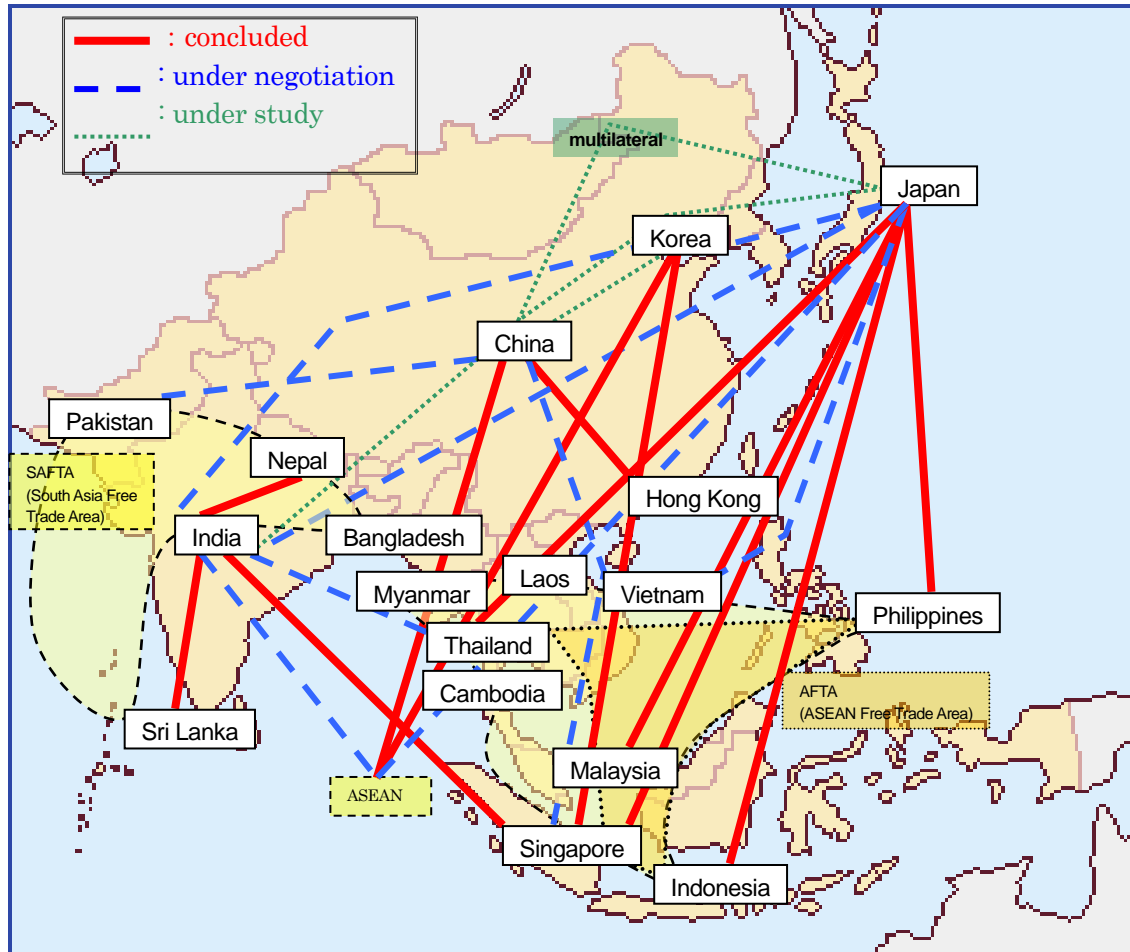 : concluded
: under negotiation
: under study
multilateral
Japan
Korea
China
Pakistan
Nepal
SAFTA
(South Asia Free
Trade Area)
Hong Kong
India
Bangladesh
Laos
Myanmar
Vietnam
Philippines
Thailand
Cambodia
AFTA
(ASEAN Free Trade Area)
Sri Lanka
Malaysia
ASEAN
Singapore
Indonesia